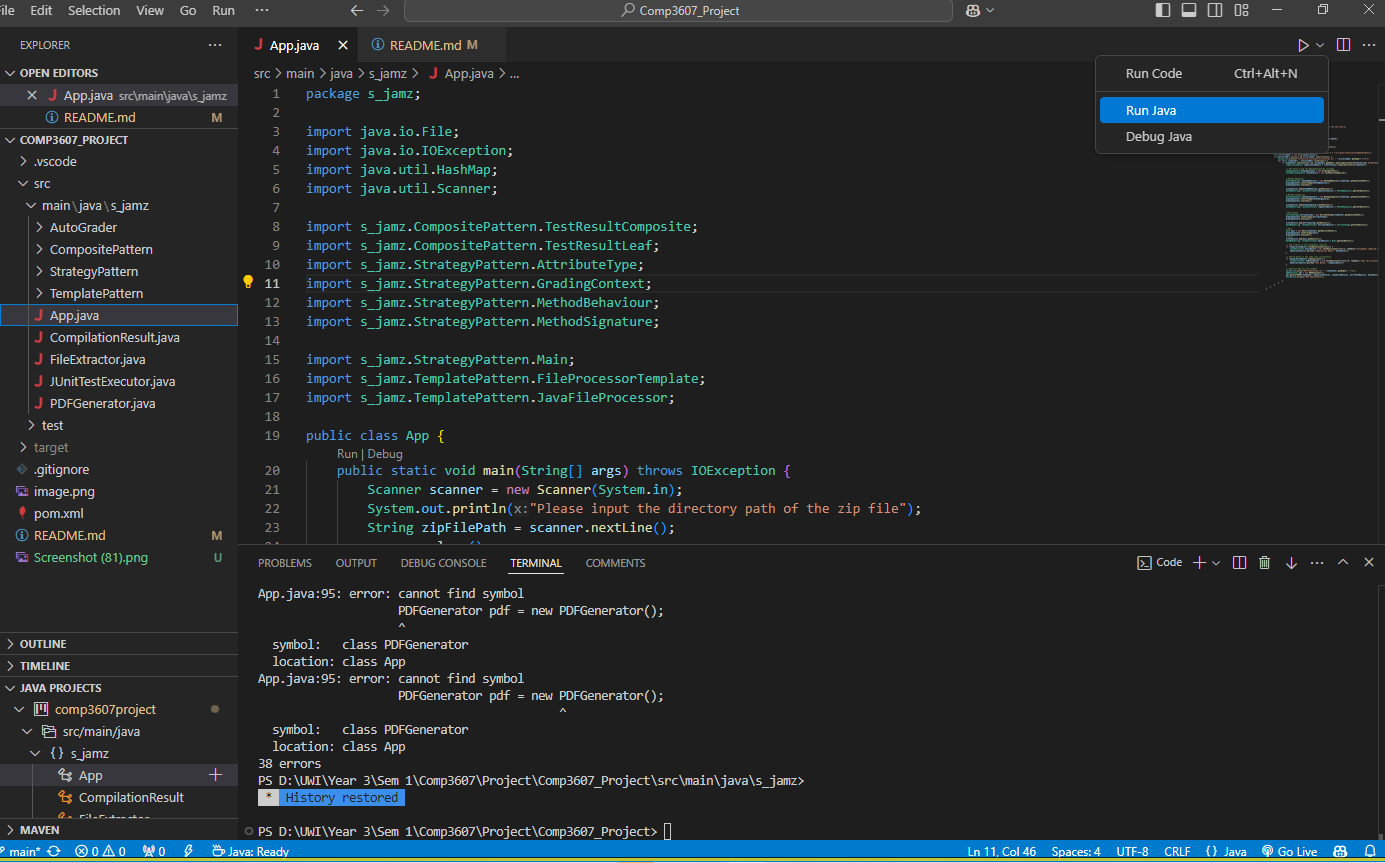 File Edit Selection View Go Run ··· Comp3607_Project
EXPLORER ···
OPEN EDITORS
App.java src\main\java\s_jamz
README.md M
COMP3607_PROJECT
.vscode
src
main\java\s_jamz
AutoGrader
CompositePattern
StrategyPattern
TemplatePattern
App.java
CompilationResult.java
FileExtractor.java
JUnitTestExecutor.java
PDFGenerator.java
test
target
.gitignore
image.png
pom.xml
README.md M
Screenshot (81).png U
OUTLINE
TIMELINE
JAVA PROJECTS
comp3607project
src/main/java
s_jamz
App
CompilationResult
FileExtractor
MAVEN
App.java README.md M
src > main > java > s_jamz > App.java > ...
Run Code Ctrl+Alt+N
Run Java
Debug Java
1 package s_jamz;
2
3 import java.io.File;
4 import java.io.IOException;
5 import java.util.HashMap;
6 import java.util.Scanner;
7
8 import s_jamz.CompositePattern.TestResultComposite;
9 import s_jamz.CompositePattern.TestResultLeaf;
10 import s_jamz.StrategyPattern.AttributeType;
11 import s_jamz.StrategyPattern.GradingContext;
12 import s_jamz.StrategyPattern.MethodBehaviour;
13 import s_jamz.StrategyPattern.MethodSignature;
14
15 import s_jamz.StrategyPattern.Main;
16 import s_jamz.TemplatePattern.FileProcessorTemplate;
17 import s_jamz.TemplatePattern.JavaFileProcessor;
18
19 public class App {
Run | Debug
20 public static void main(String[] args) throws IOException {
21 Scanner scanner = new Scanner(System.in);
22 System.out.println(x:"Please input the directory path of the zip file");
23 String zipFilePath = scanner.nextLine();
PROBLEMS OUTPUT DEBUG CONSOLE TERMINAL COMMENTS Code
App.java:95: error: cannot find symbol
PDFGenerator pdf = new PDFGenerator();
^
symbol: class PDFGenerator
location: class App
App.java:95: error: cannot find symbol
PDFGenerator pdf = new PDFGenerator();
^
symbol: class PDFGenerator
location: class App
38 errors
PS D:\UWI\Year 3\Sem 1\Comp3607\Project\Comp3607_Project\src\main\java\s_jamz>
* History restored
PS D:\UWI\Year 3\Sem 1\Comp3607\Project\Comp3607_Project>
main* 0 0 0 Java: Ready Ln 11, Col 46 Spaces: 4 UTF-8 CRLF {} Java Go Live